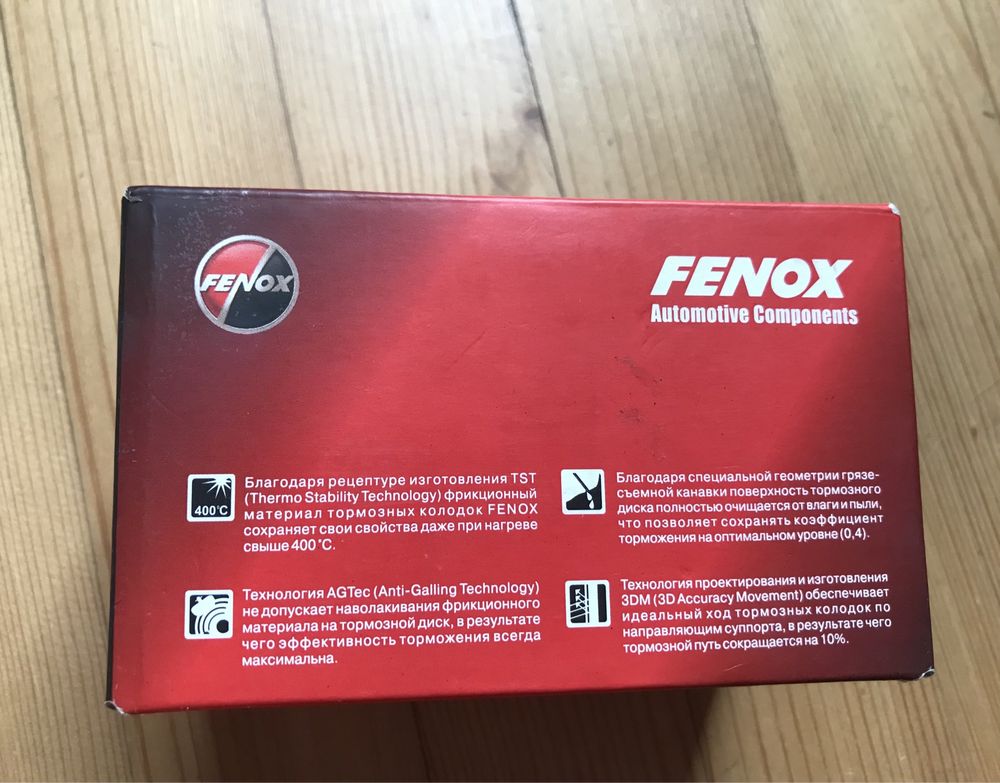 FENOX
FENOX
Automotive Components
400°C
Благодаря рецептуре изготовления TST
(Thermo Stability Technology) фрикционный
материал тормозных колодок FENOX
сохраняет свои свойства даже при нагреве
свыше 400 °С.
Благодаря специальной геометрии грязе-
съемной канавки поверхность тормозного
диска полностью очищается от влаги и пыли,
что позволяет сохранять коэффициент
торможения на оптимальном уровне (0,4).
Технология AGTec (Anti-Galling Technology)
не допускает наволакивания фрикционного
материала на тормозной диск, в результате
чего эффективность торможения всегда
максимальна.
Технология проектирования и изготовления
3DM (3D Accuracy Movement) обеспечивает
идеальный ход тормозных колодок по
направляющим суппорта, в результате чего
тормозной путь сокращается на 10%.